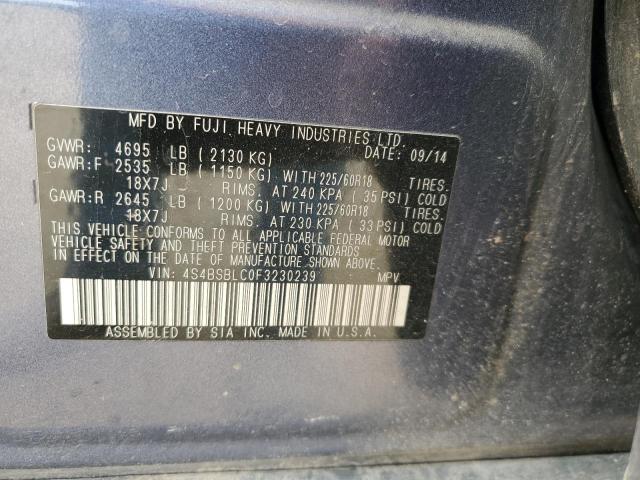 MFD BY FUJI HEAVY INDUSTRIES LTD.
GVWR: 4695 LB ( 2130 KG) DATE: 09/14
GAWR:F 2535 LB ( 1150 KG) WITH 225/60R18 TIRES.
18X7J RIMS. AT 240 KPA ( 35 PSI) COLD
GAWR:R 2645 LB ( 1200 KG) WITH 225/60R18 TIRES.
18X7J RIMS. AT 230 KPA ( 33 PSI) COLD
THIS VEHICLE CONFORMS TO ALL APPLICABLE FEDERAL MOTOR
VEHICLE SAFETY AND THEFT PREVENTION STANDARDS
IN EFFECT ON THE DATE OF MANUFACTURE SHOWN ABOVE.
VIN: 4S4BSBLC0F3230239 MPV
ASSEMBLED BY SIA INC. MADE IN U.S.A.